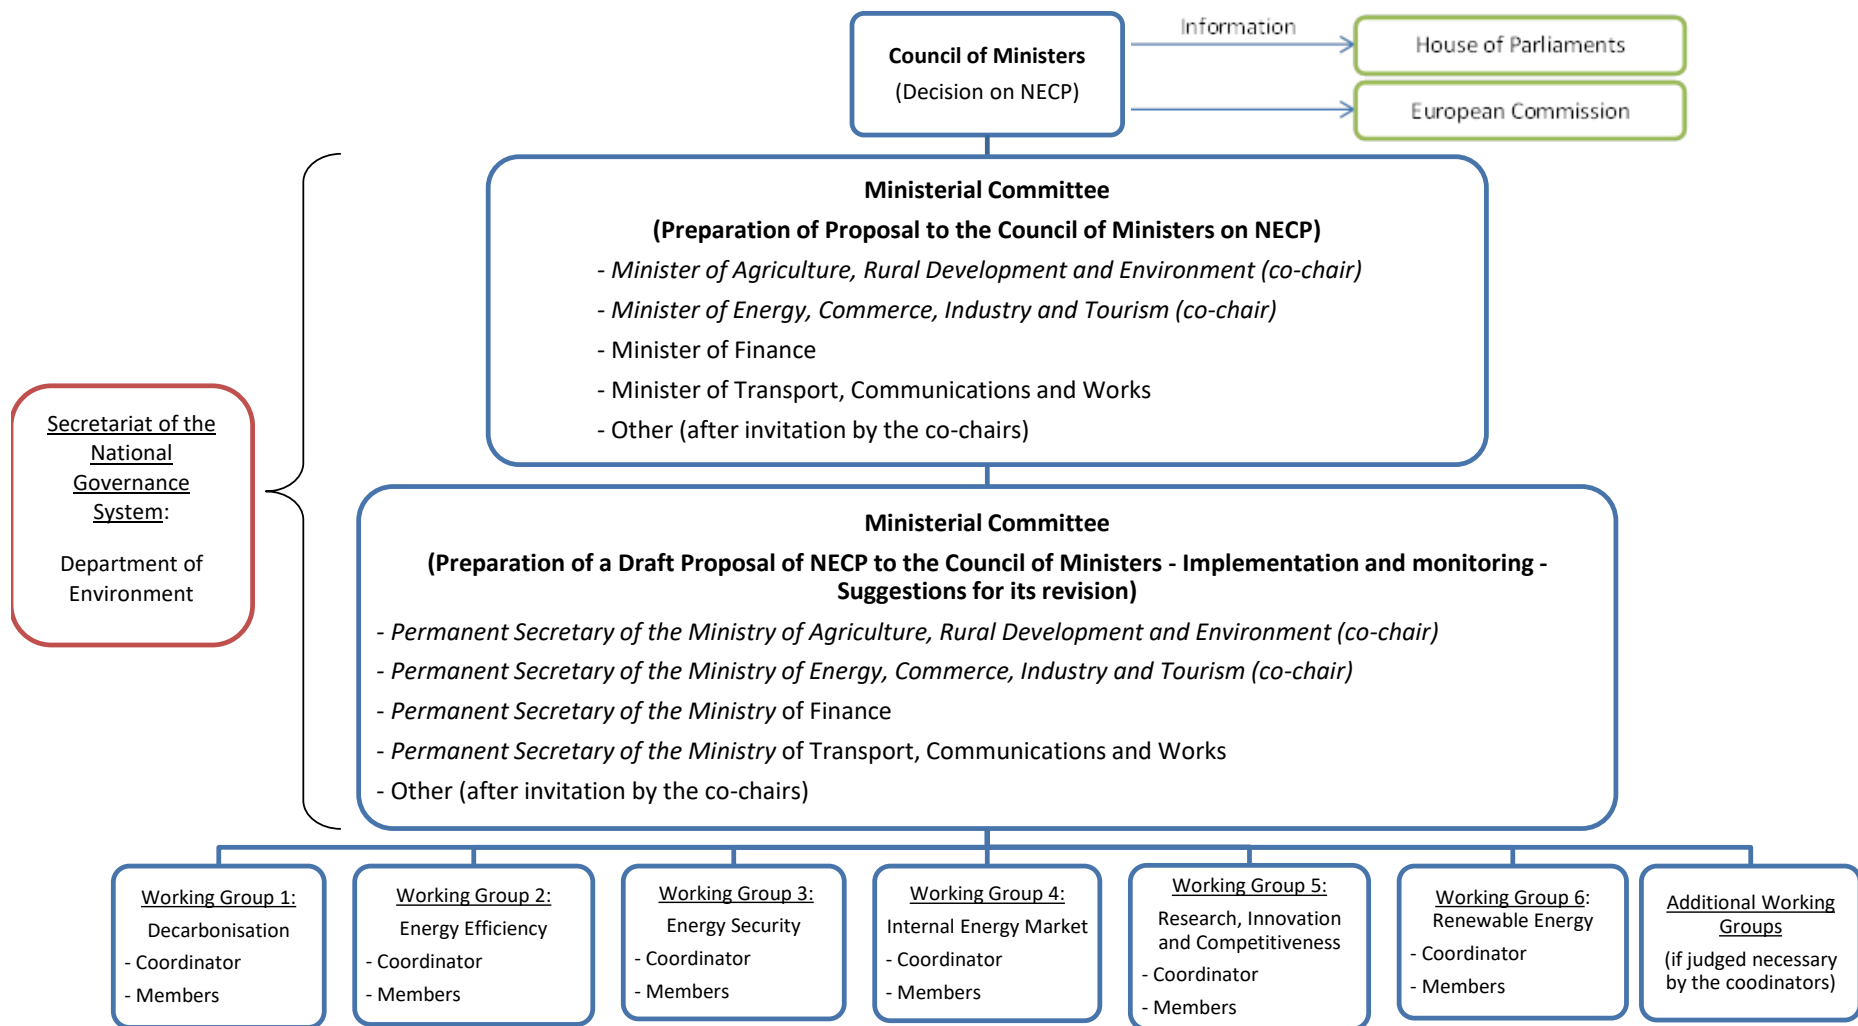 Council of Ministers
(Decision on NECP)
Information
House of Parliaments
European Commission
Ministerial Committee
(Preparation of Proposal to the Council of Ministers on NECP)
- Minister of Agriculture, Rural Development and Environment (co-chair)
- Minister of Energy, Commerce, Industry and Tourism (co-chair)
- Minister of Finance
- Minister of Transport, Communications and Works
- Other (after invitation by the co-chairs)
Secretariat of the
National
Governance
System:
Department of
Environment
Ministerial Committee
(Preparation of a Draft Proposal of NECP to the Council of Ministers - Implementation and monitoring -
Suggestions for its revision)
- Permanent Secretary of the Ministry of Agriculture, Rural Development and Environment (co-chair)
- Permanent Secretary of the Ministry of Energy, Commerce, Industry and Tourism (co-chair)
- Permanent Secretary of the Ministry of Finance
- Permanent Secretary of the Ministry of Transport, Communications and Works
- Other (after invitation by the co-chairs)
Working Group 1:
Decarbonisation
- Coordinator
- Members
Working Group 2:
Energy Efficiency
- Coordinator
- Members
Working Group 3:
Energy Security
- Coordinator
- Members
Working Group 4:
Internal Energy Market
- Coordinator
- Members
Working Group 5:
Research, Innovation
and Competitiveness
- Coordinator
- Members
Working Group 6:
Renewable Energy
- Coordinator
- Members
Additional Working
Groups
(if judged necessary
by the coodinators)